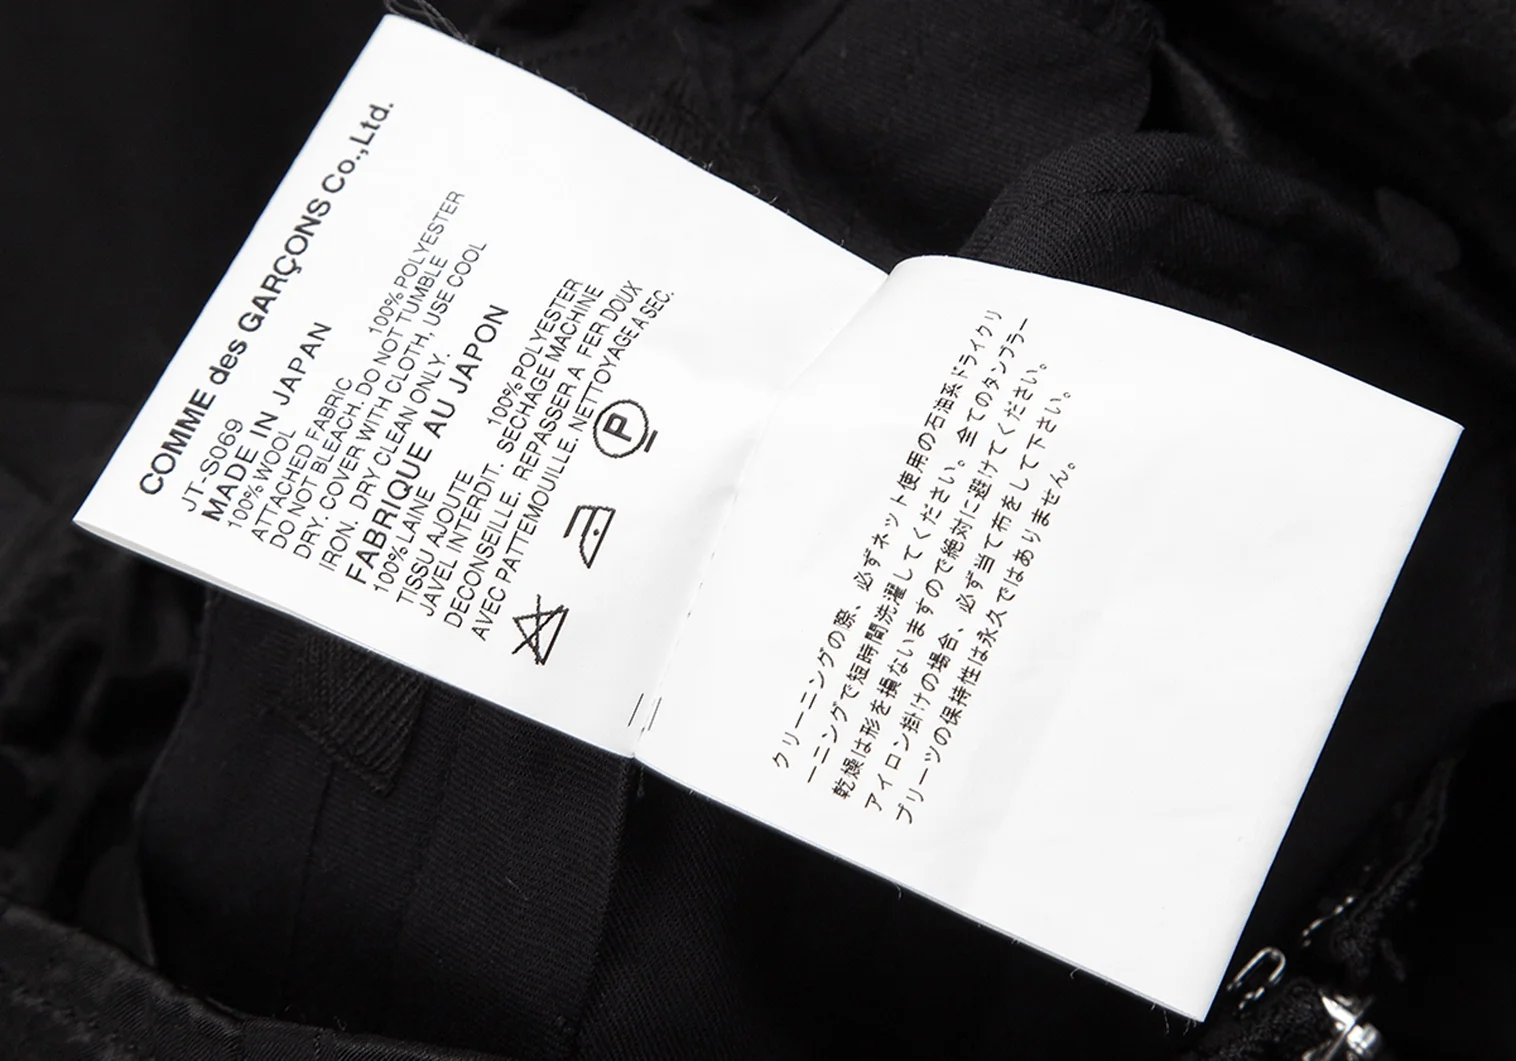 COMME des GARÇONS Co.,Ltd.
JT-S069
MADE IN JAPAN
100% WOOL
ATTACHED FABRIC 100% POLYESTER
DO NOT BLEACH. DO NOT TUMBLE
DRY. COVER WITH CLOTH, USE COOL
IRON. DRY CLEAN ONLY.
FABRIQUE AU JAPON
100% LAINE
TISSU AJOUTE 100% POLYESTER
JAVEL INTERDIT. SECHAGE MACHINE
DECONSEILLE. REPASSER A FER DOUX
AVEC PATTEMOUILLE. NETTOYAGE A SEC.
P
クリーニングの際、必ずネット使用の石油系ドライクリ
ーニングで短時間洗濯してください。全てのタンブラー
乾燥は形を損ないますので絶対に避けてください。
アイロン掛けの場合、必ず当て布をして下さい。
プリーツの保持性は永久ではありません。